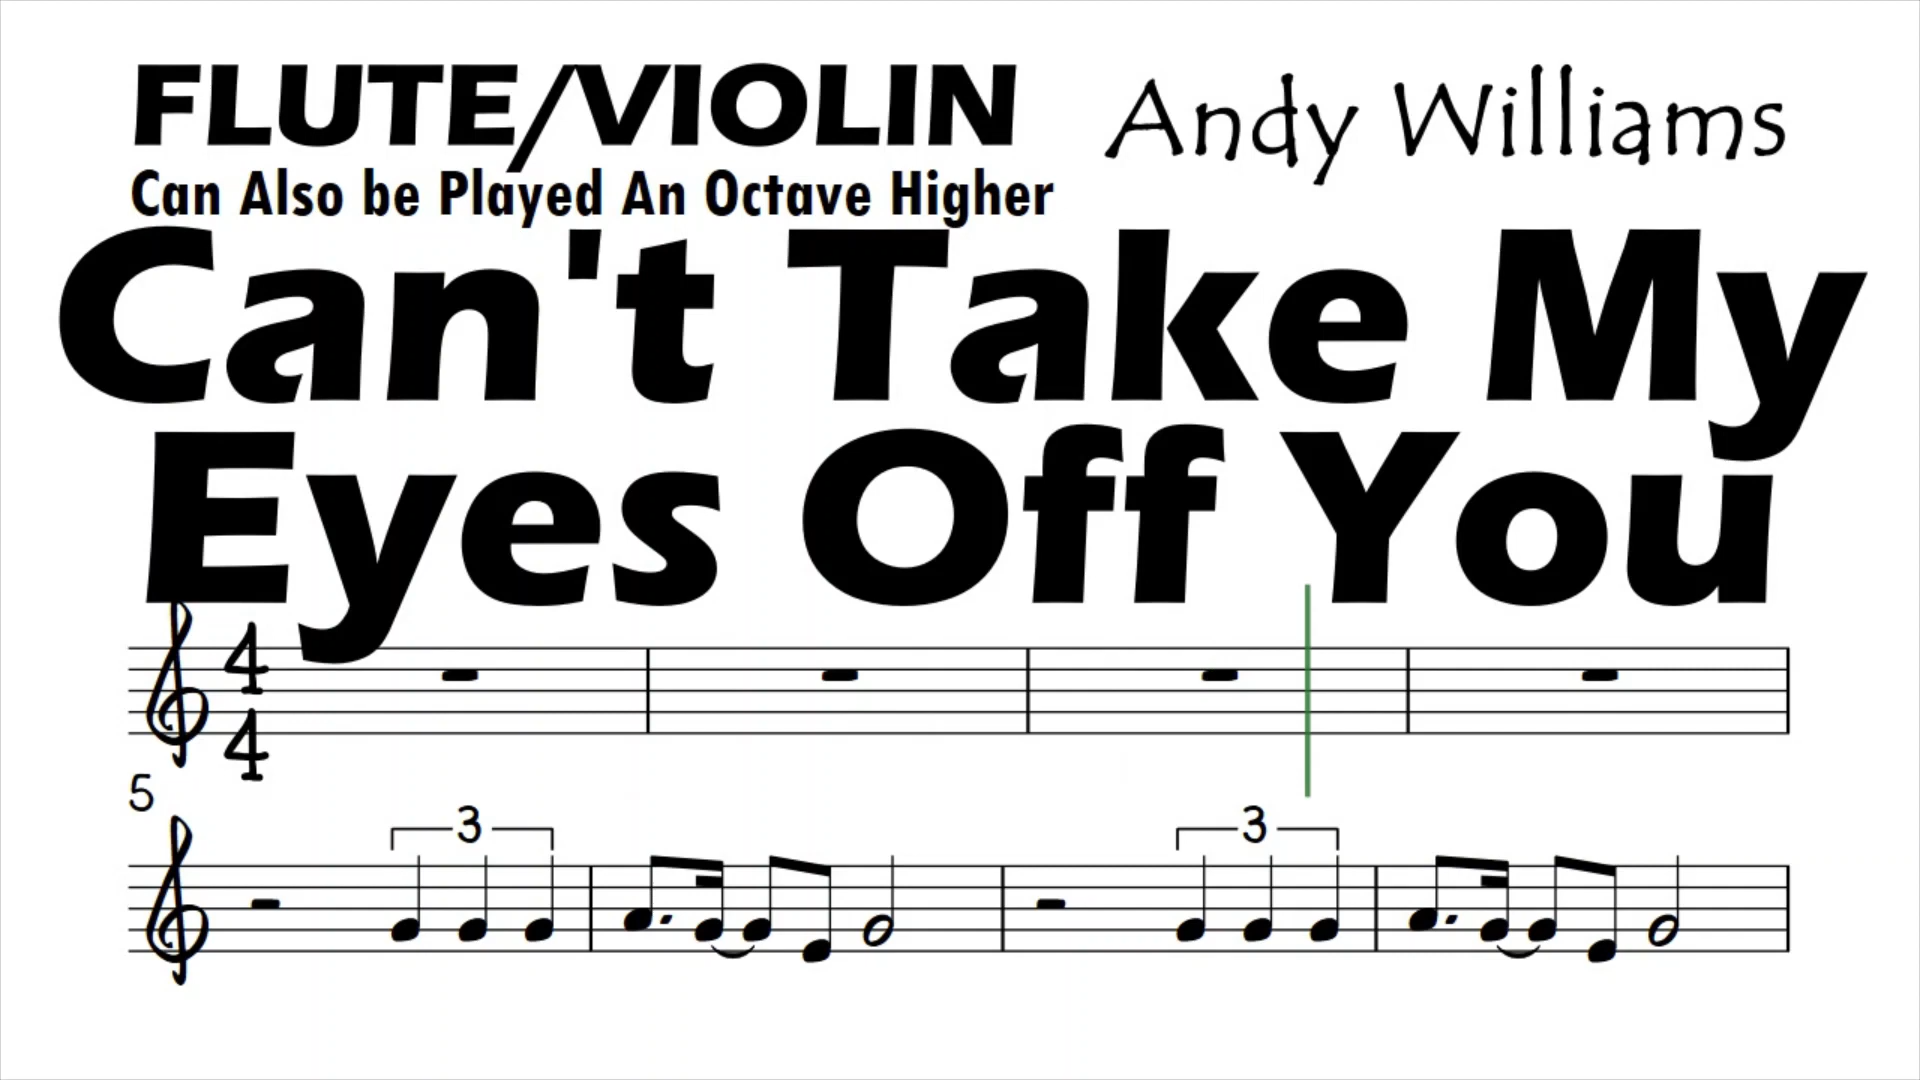 FLUTE/VIOLIN Andy Williams
Can Also be Played An Octave Higher
Can't Take My
Eyes Off You
4
4
5
3 3